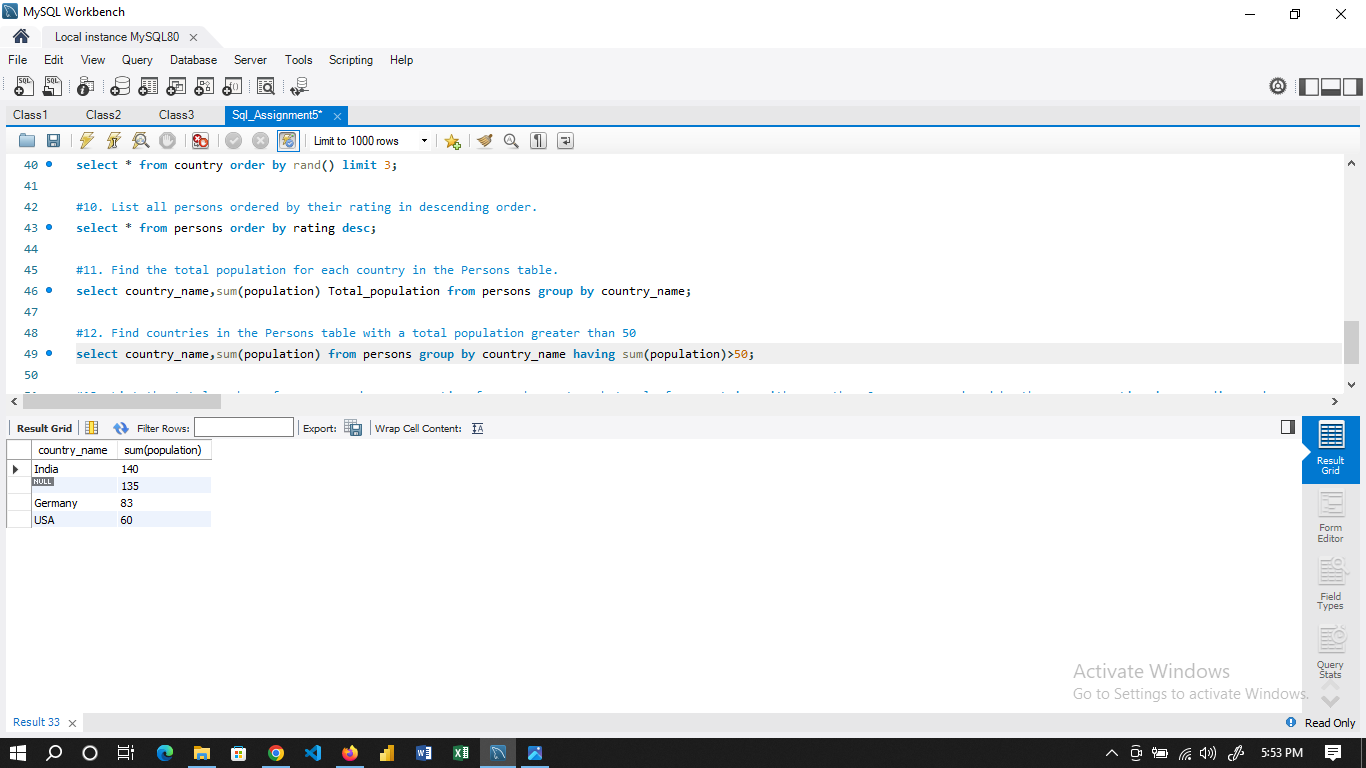 MySQL Workbench
Local instance MySQL80
File Edit View Query Database Server Tools Scripting Help
Class1 Class2 Class3 Sql_Assignment5*
Limit to 1000 rows
40 select * from country order by rand() limit 3;
41
42 #10. List all persons ordered by their rating in descending order.
43 select * from persons order by rating desc;
44
45 #11. Find the total population for each country in the Persons table.
46 select country_name,sum(population) Total_population from persons group by country_name;
47
48 #12. Find countries in the Persons table with a total population greater than 50
49 select country_name,sum(population) from persons group by country_name having sum(population)>50;
50
Result Grid Filter Rows: Export: Wrap Cell Content:
country_name sum(population)
India 140
NULL 135
Germany 83
USA 60
Result
Grid
Form
Editor
Field
Types
Query
Stats
Activate Windows
Go to Settings to activate Windows.
Result 33 Read Only
5:53 PM